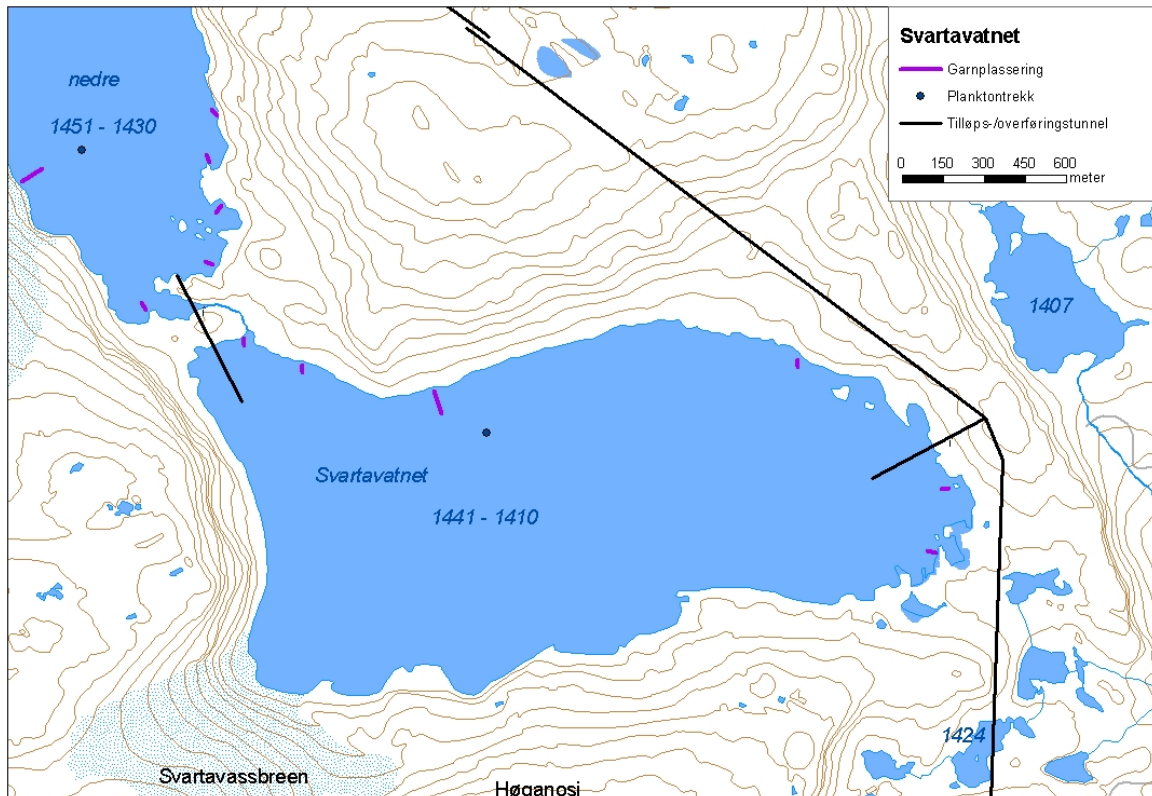 Svartavatnet
Garnplassering
Planktontrekk
Tilløps-/overføringstunnel
0 150 300 450 600
meter
nedre
1451 - 1430
1407
Svartavatnet
1441 - 1410
1424
Svartavassbreen
Høganosi